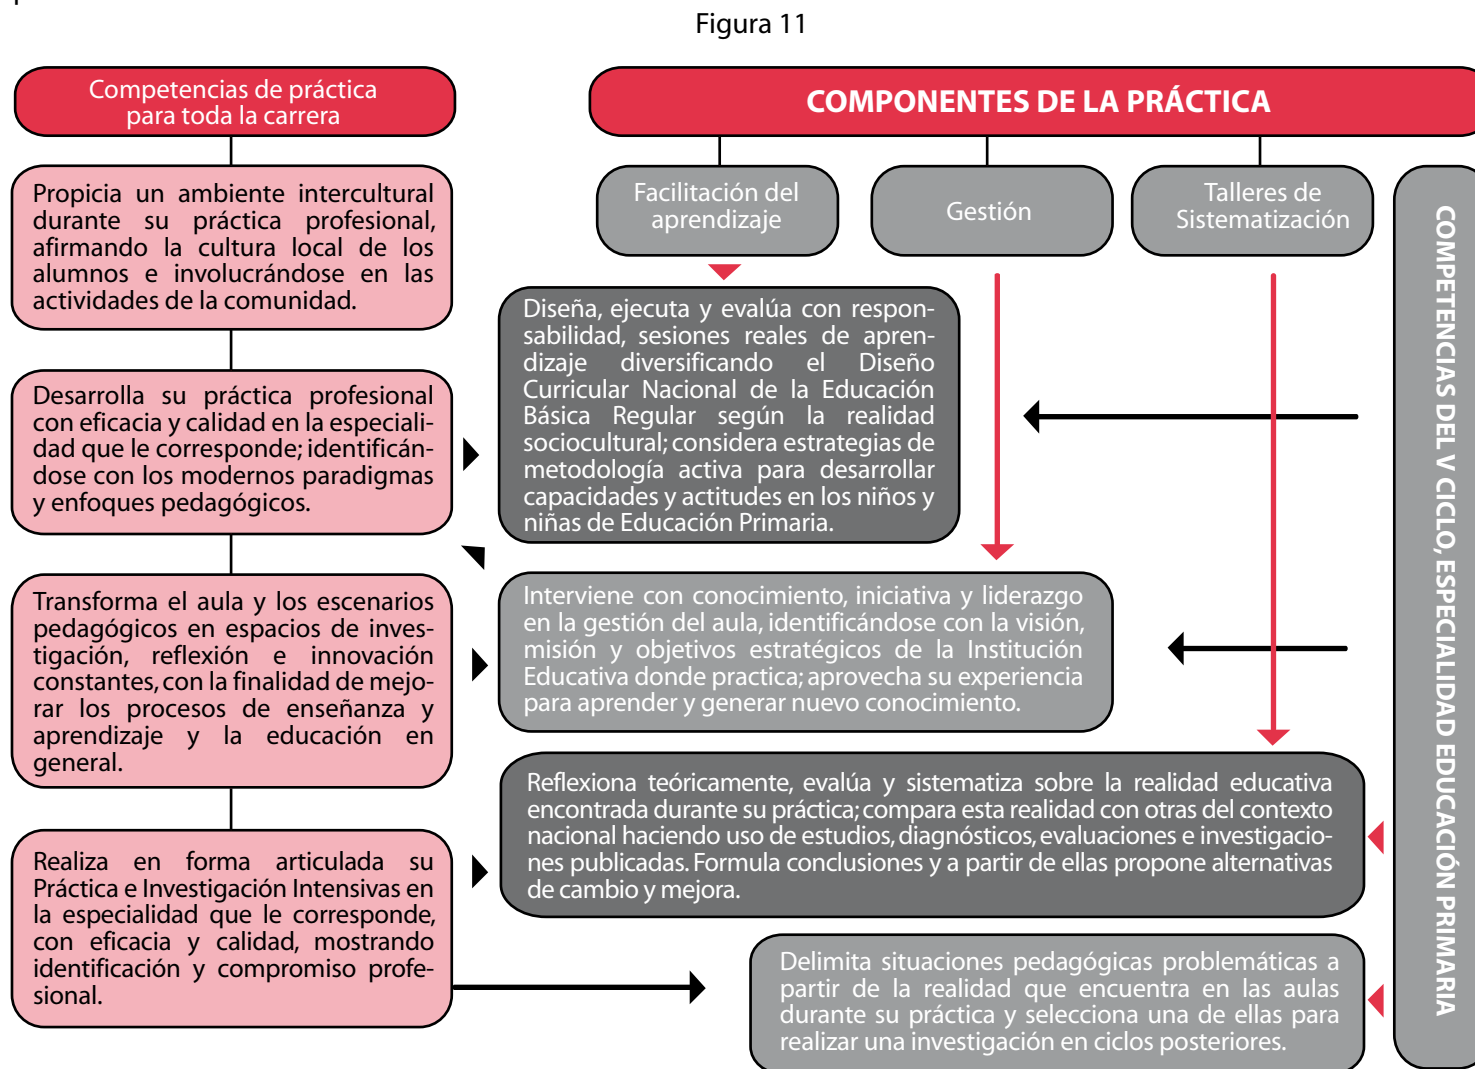 Figura 11
Competencias de práctica
para toda la carrera
COMPONENTES DE LA PRÁCTICA
Propicia un ambiente intercultural
durante su práctica profesional,
afirmando la cultura local de los
alumnos e involucrándose en las
actividades de la comunidad.
Desarrolla su práctica profesional
con eficacia y calidad en la especiali-
dad que le corresponde; identificán-
dose con los modernos paradigmas
y enfoques pedagógicos.
Transforma el aula y los escenarios
pedagógicos en espacios de inves-
tigación, reflexión e innovación
constantes, con la finalidad de mejo-
rar los procesos de enseñanza y
aprendizaje y la educación en
general.
Realiza en forma articulada su
Práctica e Investigación Intensivas en
la especialidad que le corresponde,
con eficacia y calidad, mostrando
identificación y compromiso profe-
sional.
Facilitación del
aprendizaje
Gestión
Talleres de
Sistematización
Diseña, ejecuta y evalúa con respon-
sabilidad, sesiones reales de apren-
dizaje diversificando el Diseño
Curricular Nacional de la Educación
Básica Regular según la realidad
sociocultural; considera estrategias de
metodología activa para desarrollar
capacidades y actitudes en los niños y
niñas de Educación Primaria.
Interviene con conocimiento, iniciativa y liderazgo
en la gestión del aula, identificándose con la visión,
misión y objetivos estratégicos de la Institución
Educativa donde practica; aprovecha su experiencia
para aprender y generar nuevo conocimiento.
Reflexiona teóricamente, evalúa y sistematiza sobre la realidad educativa
encontrada durante su práctica; compara esta realidad con otras del contexto
nacional haciendo uso de estudios, diagnósticos, evaluaciones e investigacio-
nes publicadas. Formula conclusiones y a partir de ellas propone alternativas
de cambio y mejora.
Delimita situaciones pedagógicas problemáticas a
partir de la realidad que encuentra en las aulas
durante su práctica y selecciona una de ellas para
realizar una investigación en ciclos posteriores.
COMPETENCIAS DEL V CICLO, ESPECIALIDAD EDUCACIÓN PRIMARIA